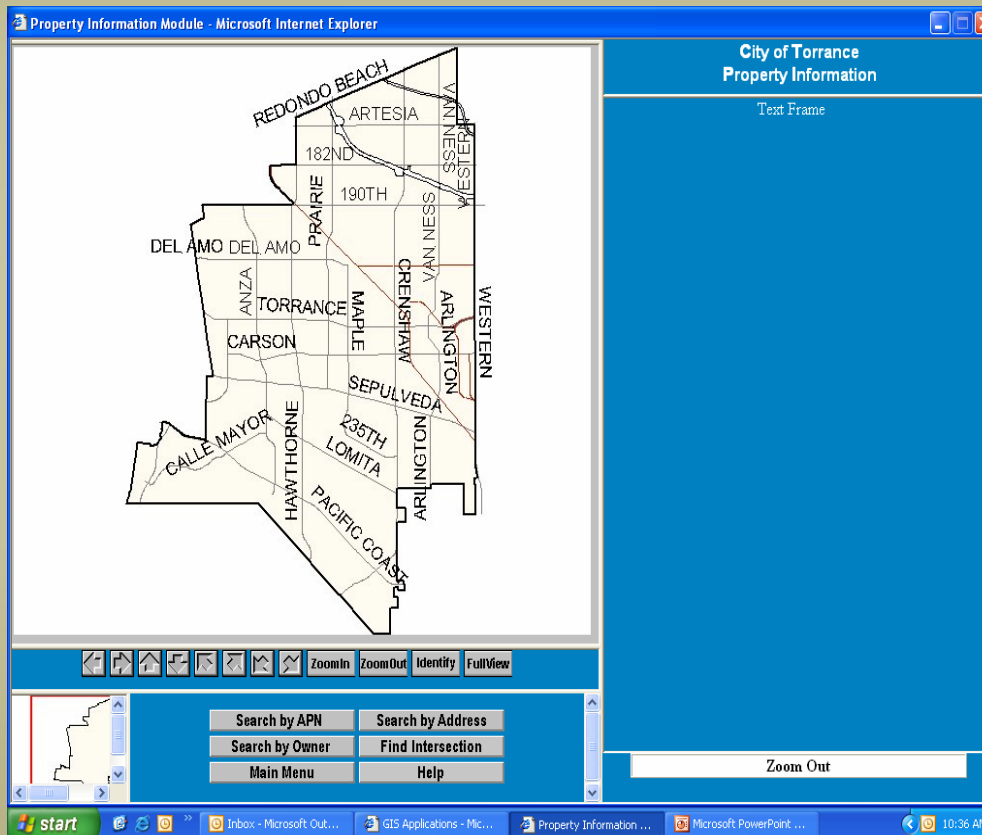 Property Information Module - Microsoft Internet Explorer
City of Torrance
Property Information
Text Frame
REDONDO BEACH
ARTESIA
VAN NESS
WESTERN
182ND
190TH
PRAIRIE
VAN NESS
DEL AMO
DEL AMO
ANZA
TORRANCE
MAPLE
CRENSHAW
ARLINGTON
WESTERN
CARSON
SEPULVEDA
HAWTHORNE
235TH
CALLE MAYOR
LOMITA
ARLINGTON
PACIFIC COAST
ZoomIn
ZoomOut
Identify
FullView
Search by APN
Search by Address
Search by Owner
Find Intersection
Main Menu
Help
Zoom Out
start
Inbox - Microsoft Out...
GIS Applications - Mic...
Property Information ...
Microsoft PowerPoint ...
10:36 AM